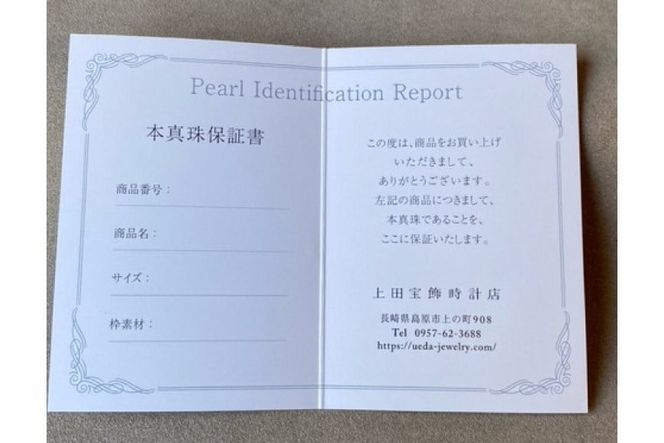 Pearl Identification Report
本真珠保証書
商品番号：
商品名：
サイズ：
枠素材：
この度は、商品をお買い上げ
いただきまして、
ありがとうございます。
左記の商品につきまして、
本真珠であることを、
ここに保証いたします。
上田宝飾時計店
長崎県島原市上の町908
Tel 0957-62-3688
https://ueda-jewelry.com/